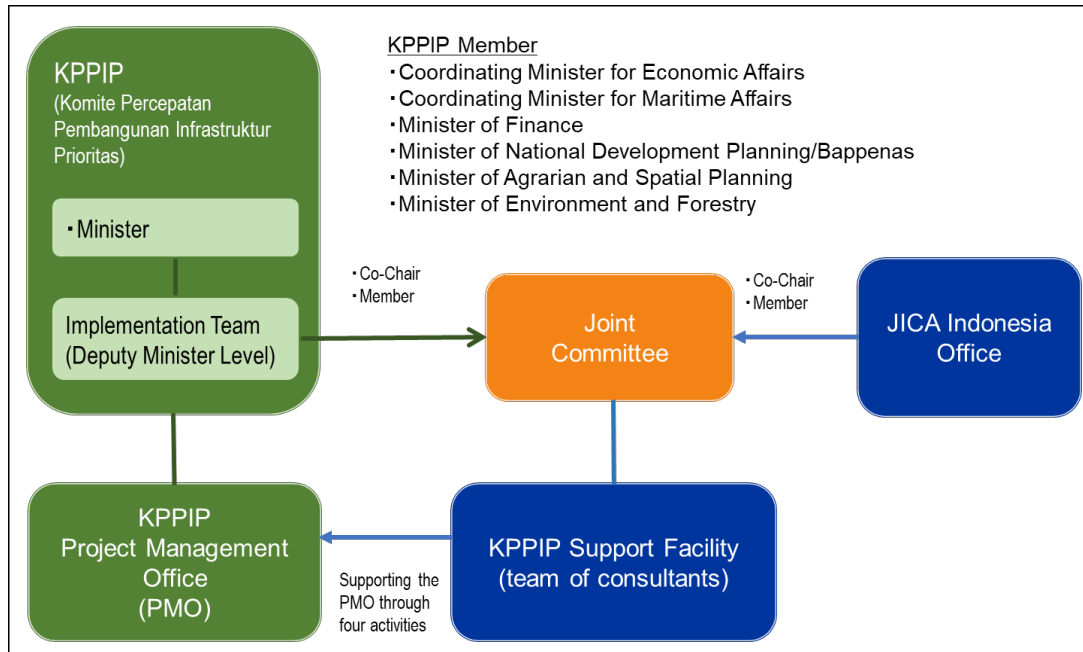 KPPIP
(Komite Percepatan
Pembangunan Infrastruktur
Prioritas)
・Minister
Implementation Team
(Deputy Minister Level)
KPPIP Member
・Coordinating Minister for Economic Affairs
・Coordinating Minister for Maritime Affairs
・Minister of Finance
・Minister of National Development Planning/Bappenas
・Minister of Agrarian and Spatial Planning
・Minister of Environment and Forestry
・Co-Chair
・Member
Joint
Committee
・Co-Chair
・Member
JICA Indonesia
Office
KPPIP
Project Management
Office
(PMO)
Supporting the
PMO through
four activities
KPPIP Support Facility
(team of consultants)